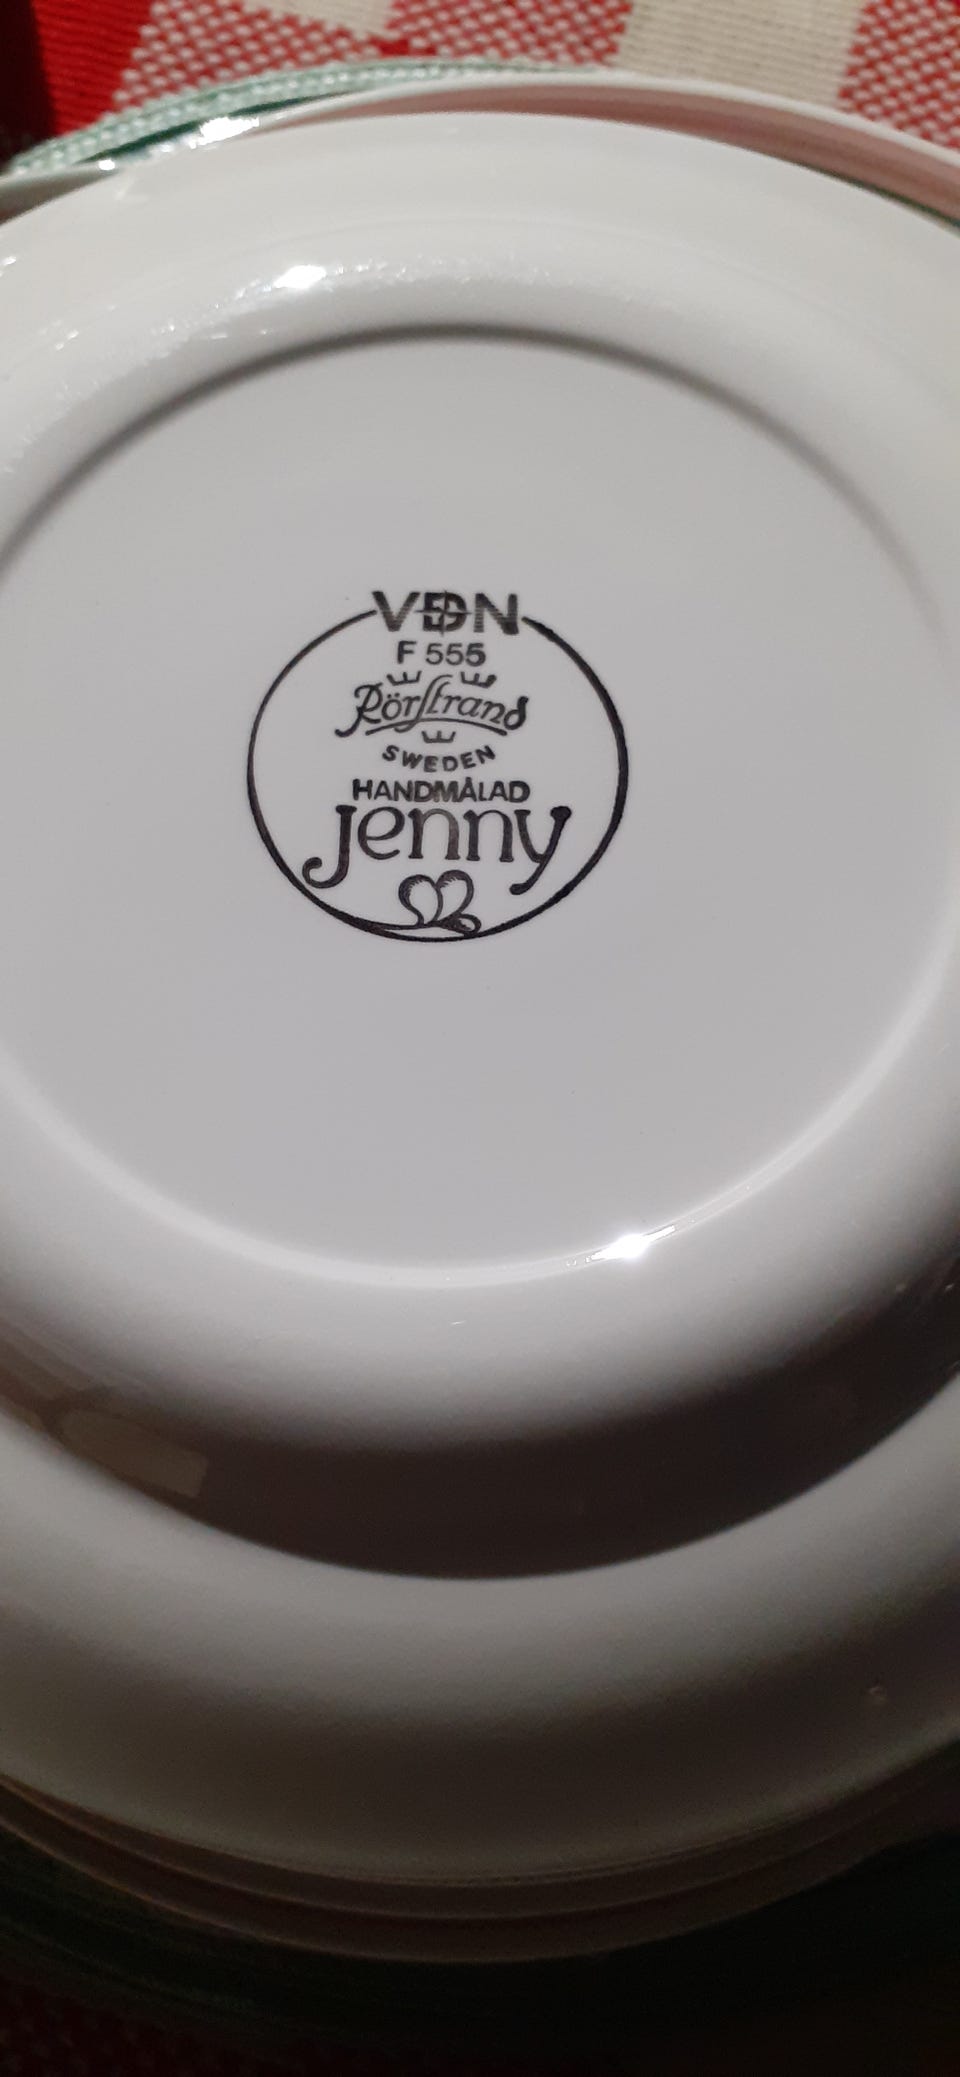 VDN
F 555
Rörstrand
SWEDEN
HANDMÅLAD
jenny